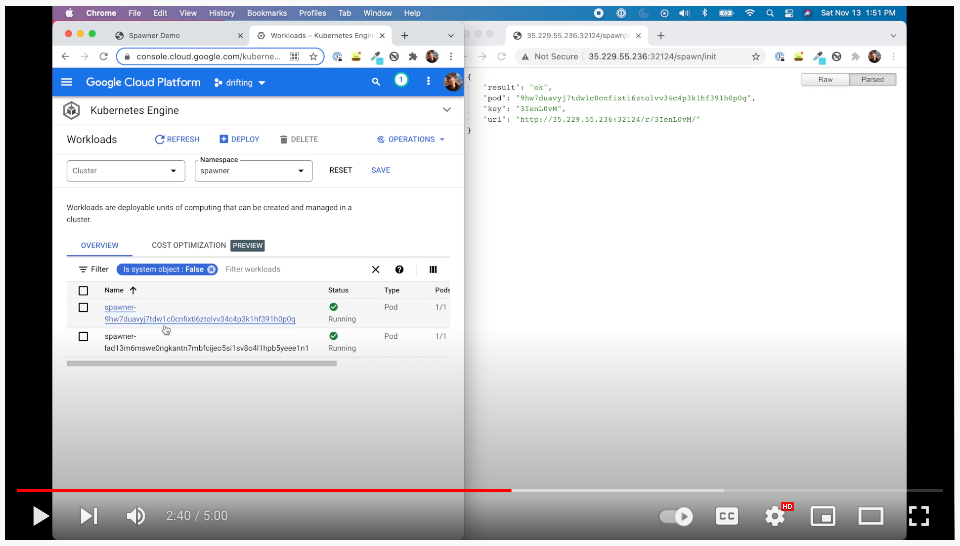 Chrome File Edit View History Bookmarks Profiles Tab Window Help Sat Nov 13 1:51 PM
Spawner Demo
Workloads – Kubernetes Engin
35.229.55.236:32124/spawn/i
console.cloud.google.com/kuberne...
Not Secure 35.229.55.236:32124/spawn/init
Google Cloud Platform drifting 1
Raw Parsed
{
"result": "ok",
"pod": "9hw7duavyj7tdw1c0cnfixti6ztolvv34c4p3k1hf391h0p0q",
"key": "3IenL0vM",
"url": "http://35.229.55.236:32124/r/3IenL0vM/"
}
Kubernetes Engine
Workloads REFRESH DEPLOY DELETE OPERATIONS
Cluster
Namespace
spawner
RESET SAVE
Workloads are deployable units of computing that can be created and managed in a
cluster.
OVERVIEW COST OPTIMIZATION PREVIEW
Filter Is system object : False Filter workloads
Name Status Type Pods
spawner-
9hw7duavyj7tdw1c0cnfixti6ztolvv34c4p3k1hf391h0p0q
Running Pod 1/1
spawner-
lad13m6mswe0ngkantn7mbfcijeo5si1sv8o4l1hpb5yeee1n1
Running Pod 1/1
2:40 / 5:00
CC
HD